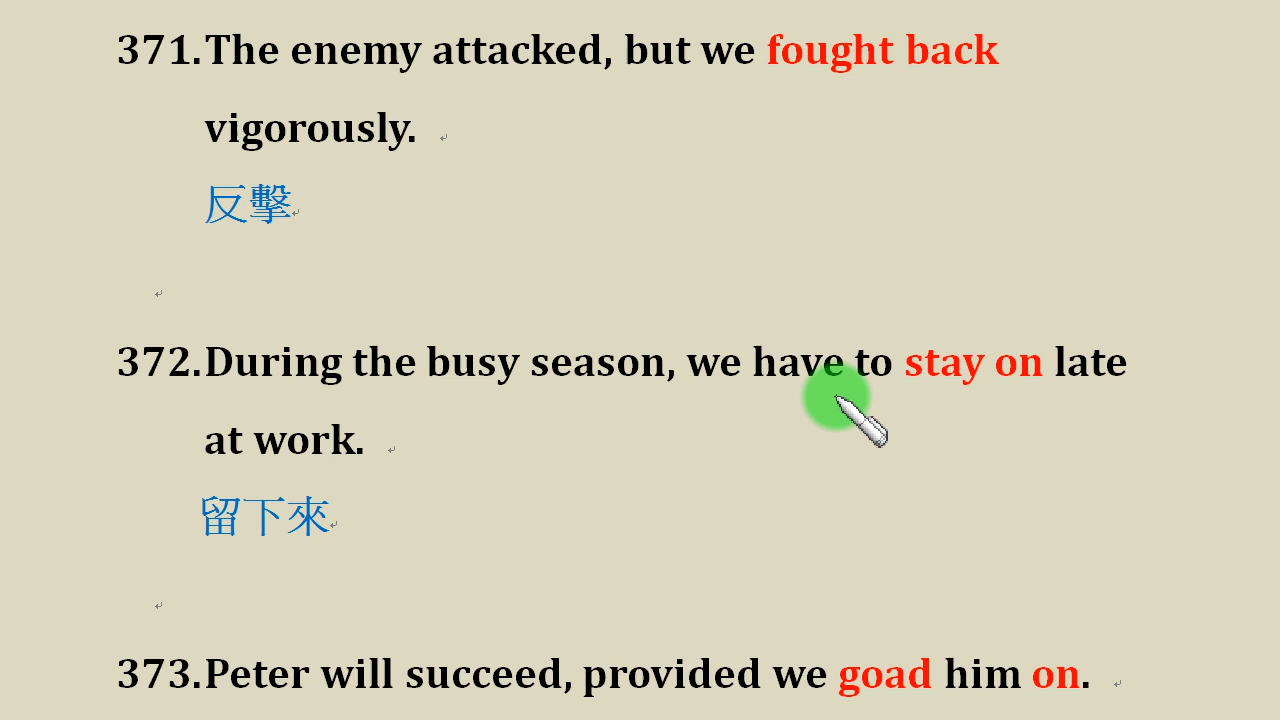 371.The enemy attacked, but we fought back
vigorously.
反擊
372.During the busy season, we have to stay on late
at work.
留下來
373.Peter will succeed, provided we goad him on.